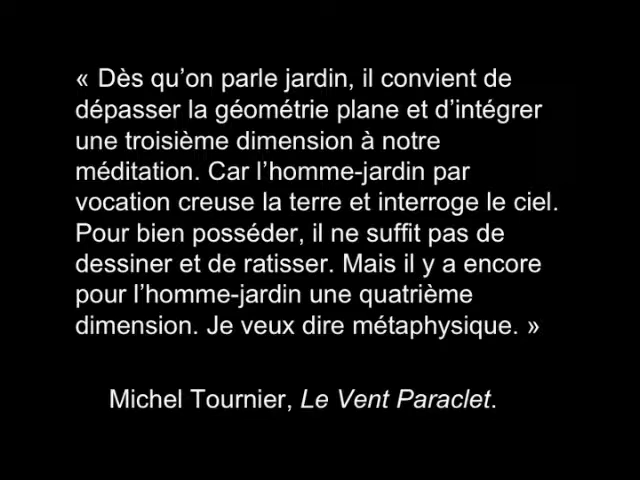 « Dès qu’on parle jardin, il convient de
dépasser la géométrie plane et d’intégrer
une troisième dimension à notre
méditation. Car l’homme-jardin par
vocation creuse la terre et interroge le ciel.
Pour bien posséder, il ne suffit pas de
dessiner et de ratisser. Mais il y a encore
pour l’homme-jardin une quatrième
dimension. Je veux dire métaphysique. »
Michel Tournier, Le Vent Paraclet.